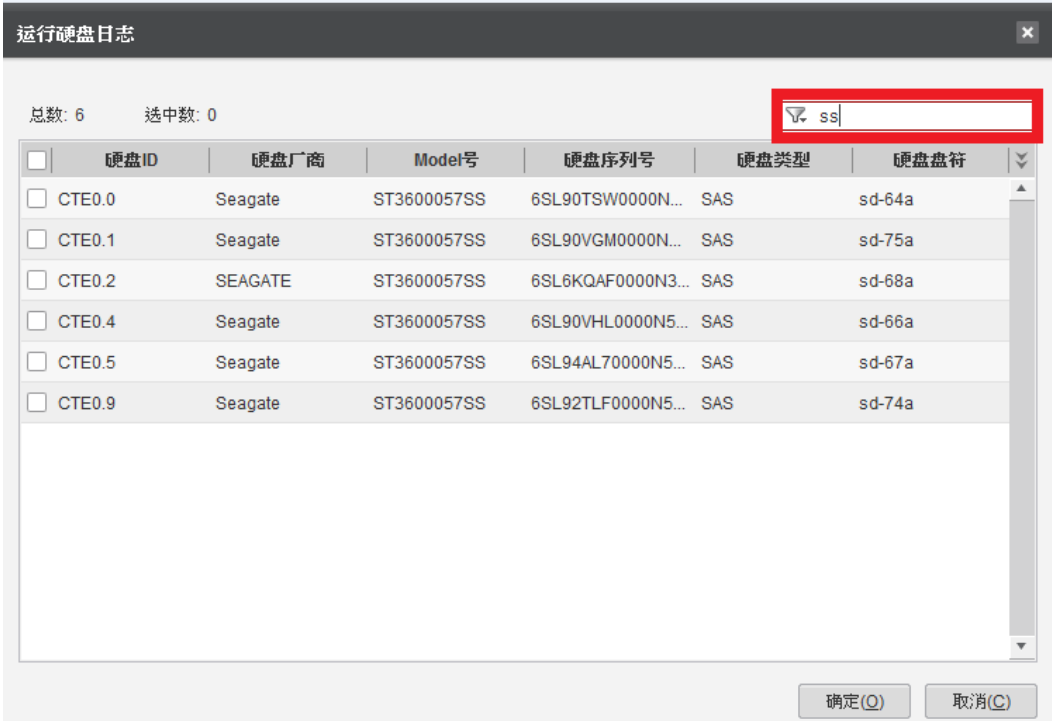 运行硬盘日志
总数: 6 选中数: 0 ss
硬盘ID 硬盘厂商 Model号 硬盘序列号 硬盘类型 硬盘盘符
CTE0.0 Seagate ST3600057SS 6SL90TSW0000N... SAS sd-64a
CTE0.1 Seagate ST3600057SS 6SL90VGM0000N... SAS sd-75a
CTE0.2 SEAGATE ST3600057SS 6SL6KQAF0000N3... SAS sd-68a
CTE0.4 Seagate ST3600057SS 6SL90VHL0000N5... SAS sd-66a
CTE0.5 Seagate ST3600057SS 6SL94AL70000N5... SAS sd-67a
CTE0.9 Seagate ST3600057SS 6SL92TLF0000N5... SAS sd-74a
确定(O) 取消(C)